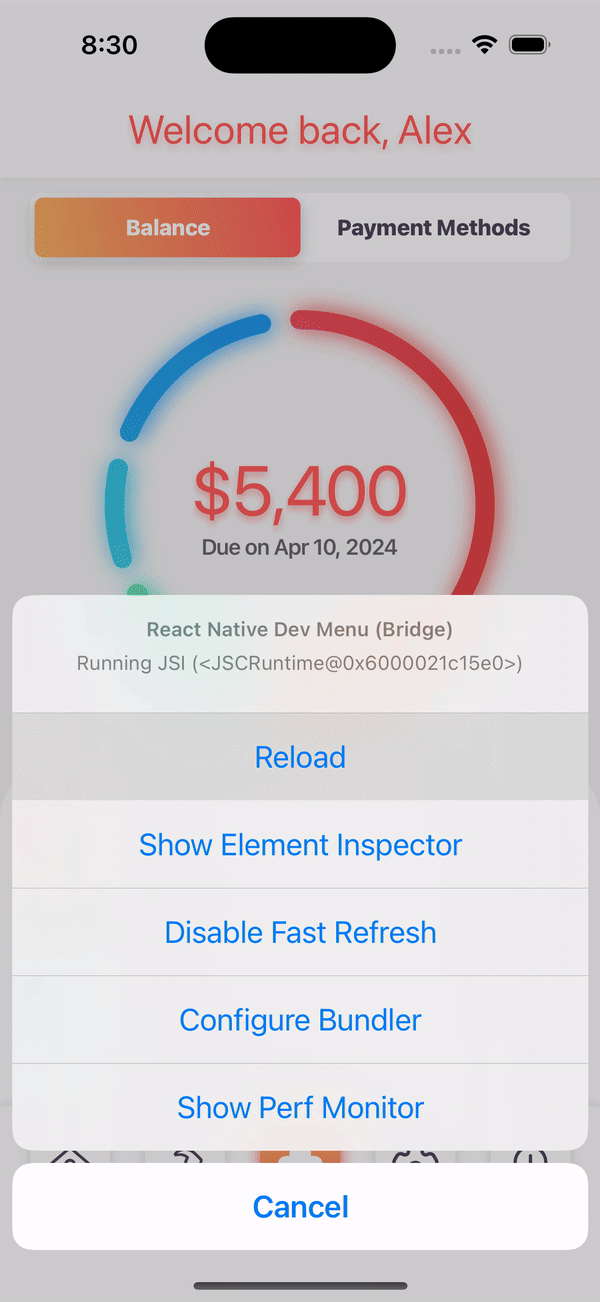 8:30
Welcome back, Alex
Balance
Payment Methods
$5,400
Due on Apr 10, 2024
React Native Dev Menu (Bridge)
Running JSI (<JSCRuntime@0x6000021c15e0>)
Reload
Show Element Inspector
Disable Fast Refresh
Configure Bundler
Show Perf Monitor
Cancel